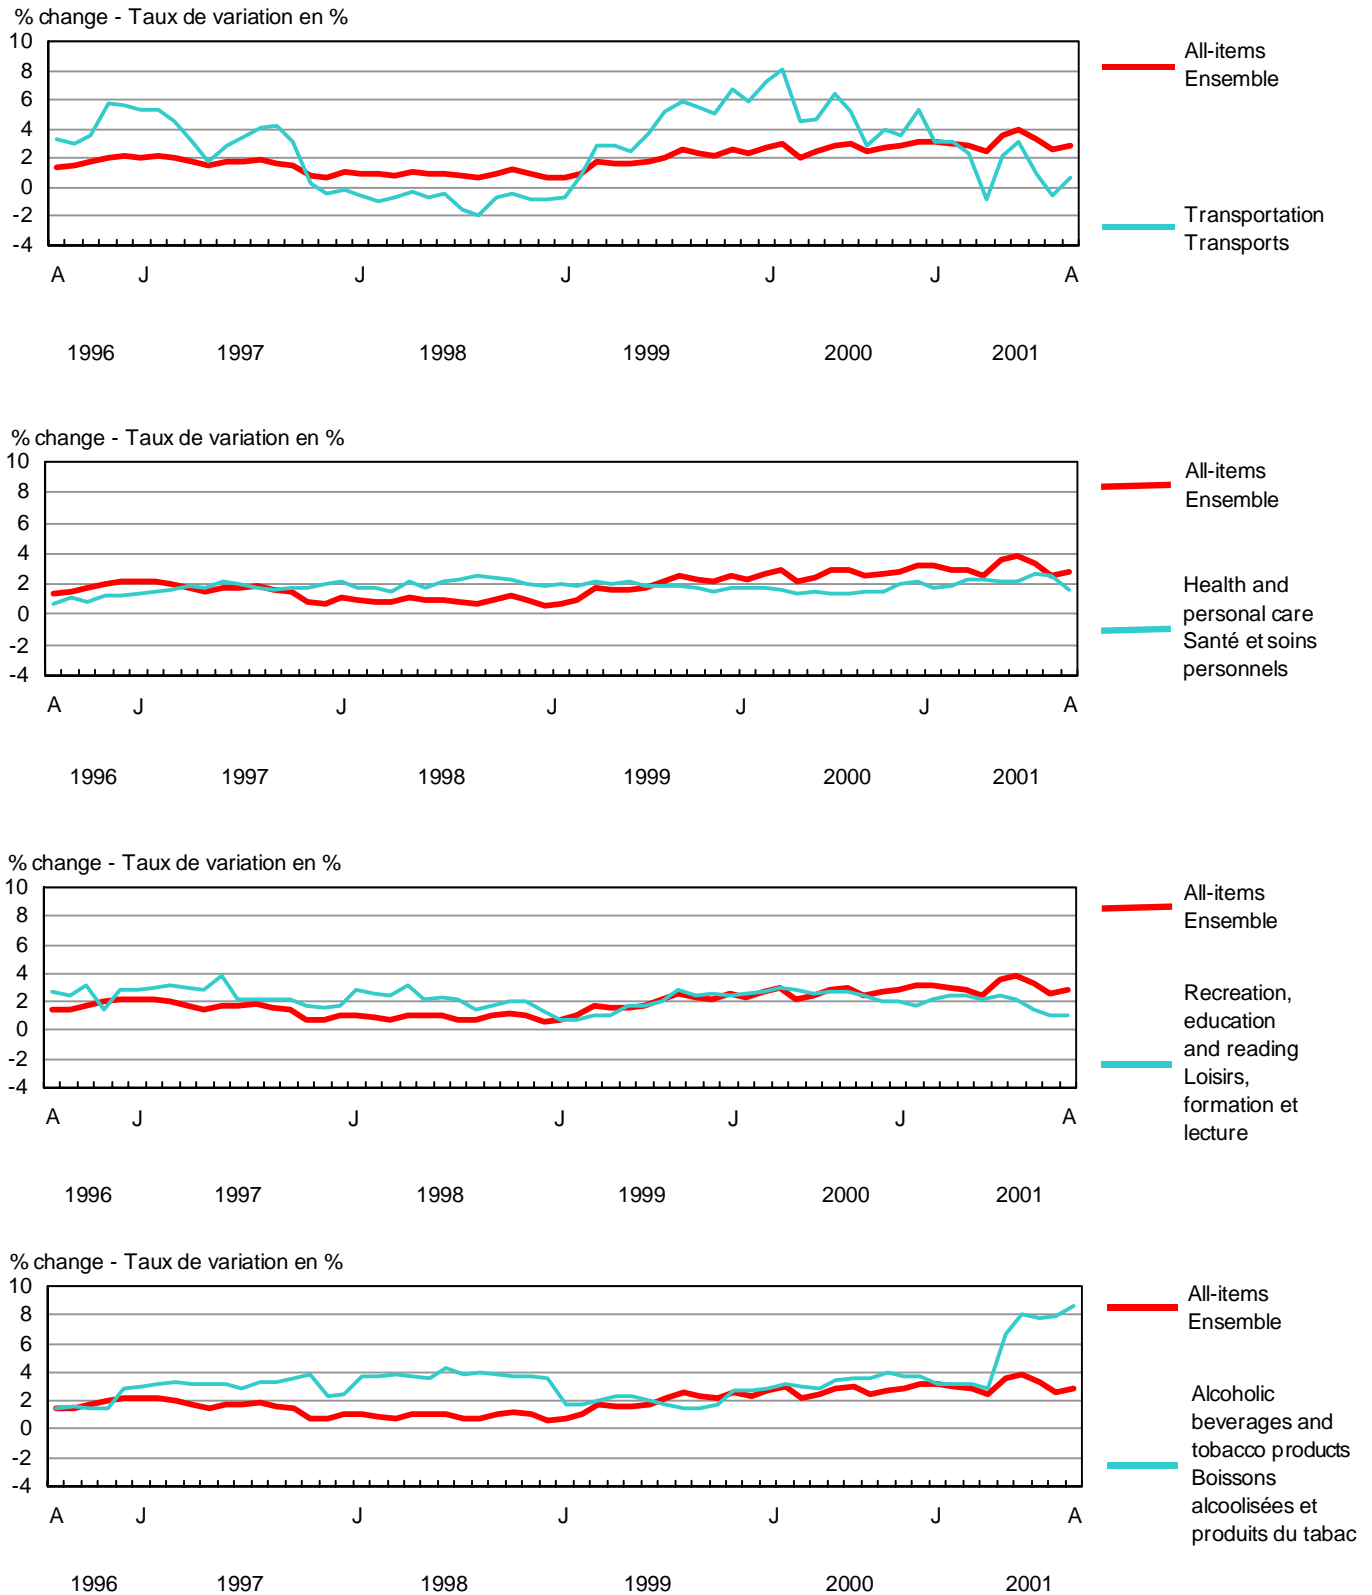 % change - Taux de variation en %
10
8
6
4
2
0
-2
-4
A J J J J J A
1996 1997 1998 1999 2000 2001
All-items
Ensemble
Transportation
Transports
% change - Taux de variation en %
10
8
6
4
2
0
-2
-4
A J J J J J A
1996 1997 1998 1999 2000 2001
All-items
Ensemble
Health and
personal care
Santé et soins
personnels
% change - Taux de variation en %
10
8
6
4
2
0
-2
-4
A J J J J J A
1996 1997 1998 1999 2000 2001
All-items
Ensemble
Recreation,
education
and reading
Loisirs,
formation et
lecture
% change - Taux de variation en %
10
8
6
4
2
0
-2
-4
A J J J J J A
1996 1997 1998 1999 2000 2001
All-items
Ensemble
Alcoholic
beverages and
tobacco products
Boissons
alcoolisées et
produits du tabac